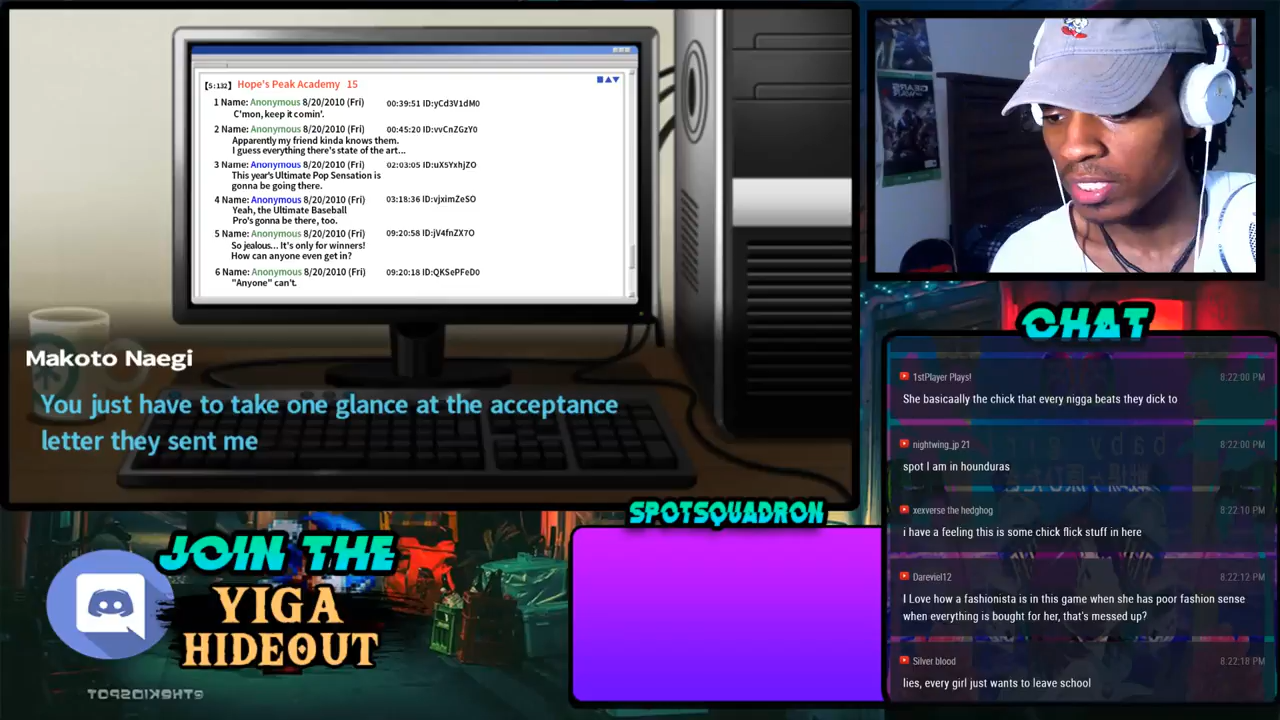 【5:132】 Hope's Peak Academy 15
1 Name: Anonymous 8/20/2010 (Fri) 00:39:51 ID:yCd3V1dM0
C'mon, keep it comin'.
2 Name: Anonymous 8/20/2010 (Fri) 00:45:20 ID:vvCnZGzY0
Apparently my friend kinda knows them.
I guess everything there's state of the art...
3 Name: Anonymous 8/20/2010 (Fri) 02:03:05 ID:uX5YxhjZO
This year's Ultimate Pop Sensation is
gonna be going there.
4 Name: Anonymous 8/20/2010 (Fri) 03:18:36 ID:vjximZeSO
Yeah, the Ultimate Baseball
Pro's gonna be there, too.
5 Name: Anonymous 8/20/2010 (Fri) 09:20:58 ID:jV4fnZX7O
So jealous... It's only for winners!
How can anyone even get in?
6 Name: Anonymous 8/20/2010 (Fri) 09:20:18 ID:QKSePFeD0
"Anyone" can't.
Makoto Naegi
You just have to take one glance at the acceptance
letter they sent me
CHAT
1stPlayer Plays! 8:22:00 PM
She basicaally the chick that every nigga beats they dick to
nightwing_jp 21 8:22:00 PM
spot I am in hounduras
xexverse the hedghog 8:22:10 PM
i have a feeling this is some chick flick stuff in here
Dareviel12 8:22:12 PM
I Love how a fashionista is in this game when she has poor fashion sense
when everything is bought for her, that's messed up?
Silver blood 8:22:18 PM
lies, every girl just wants to leave school
SPOTSQUADRON
JOIN THE
YIGA
HIDEOUT
@THEKIDSPOT